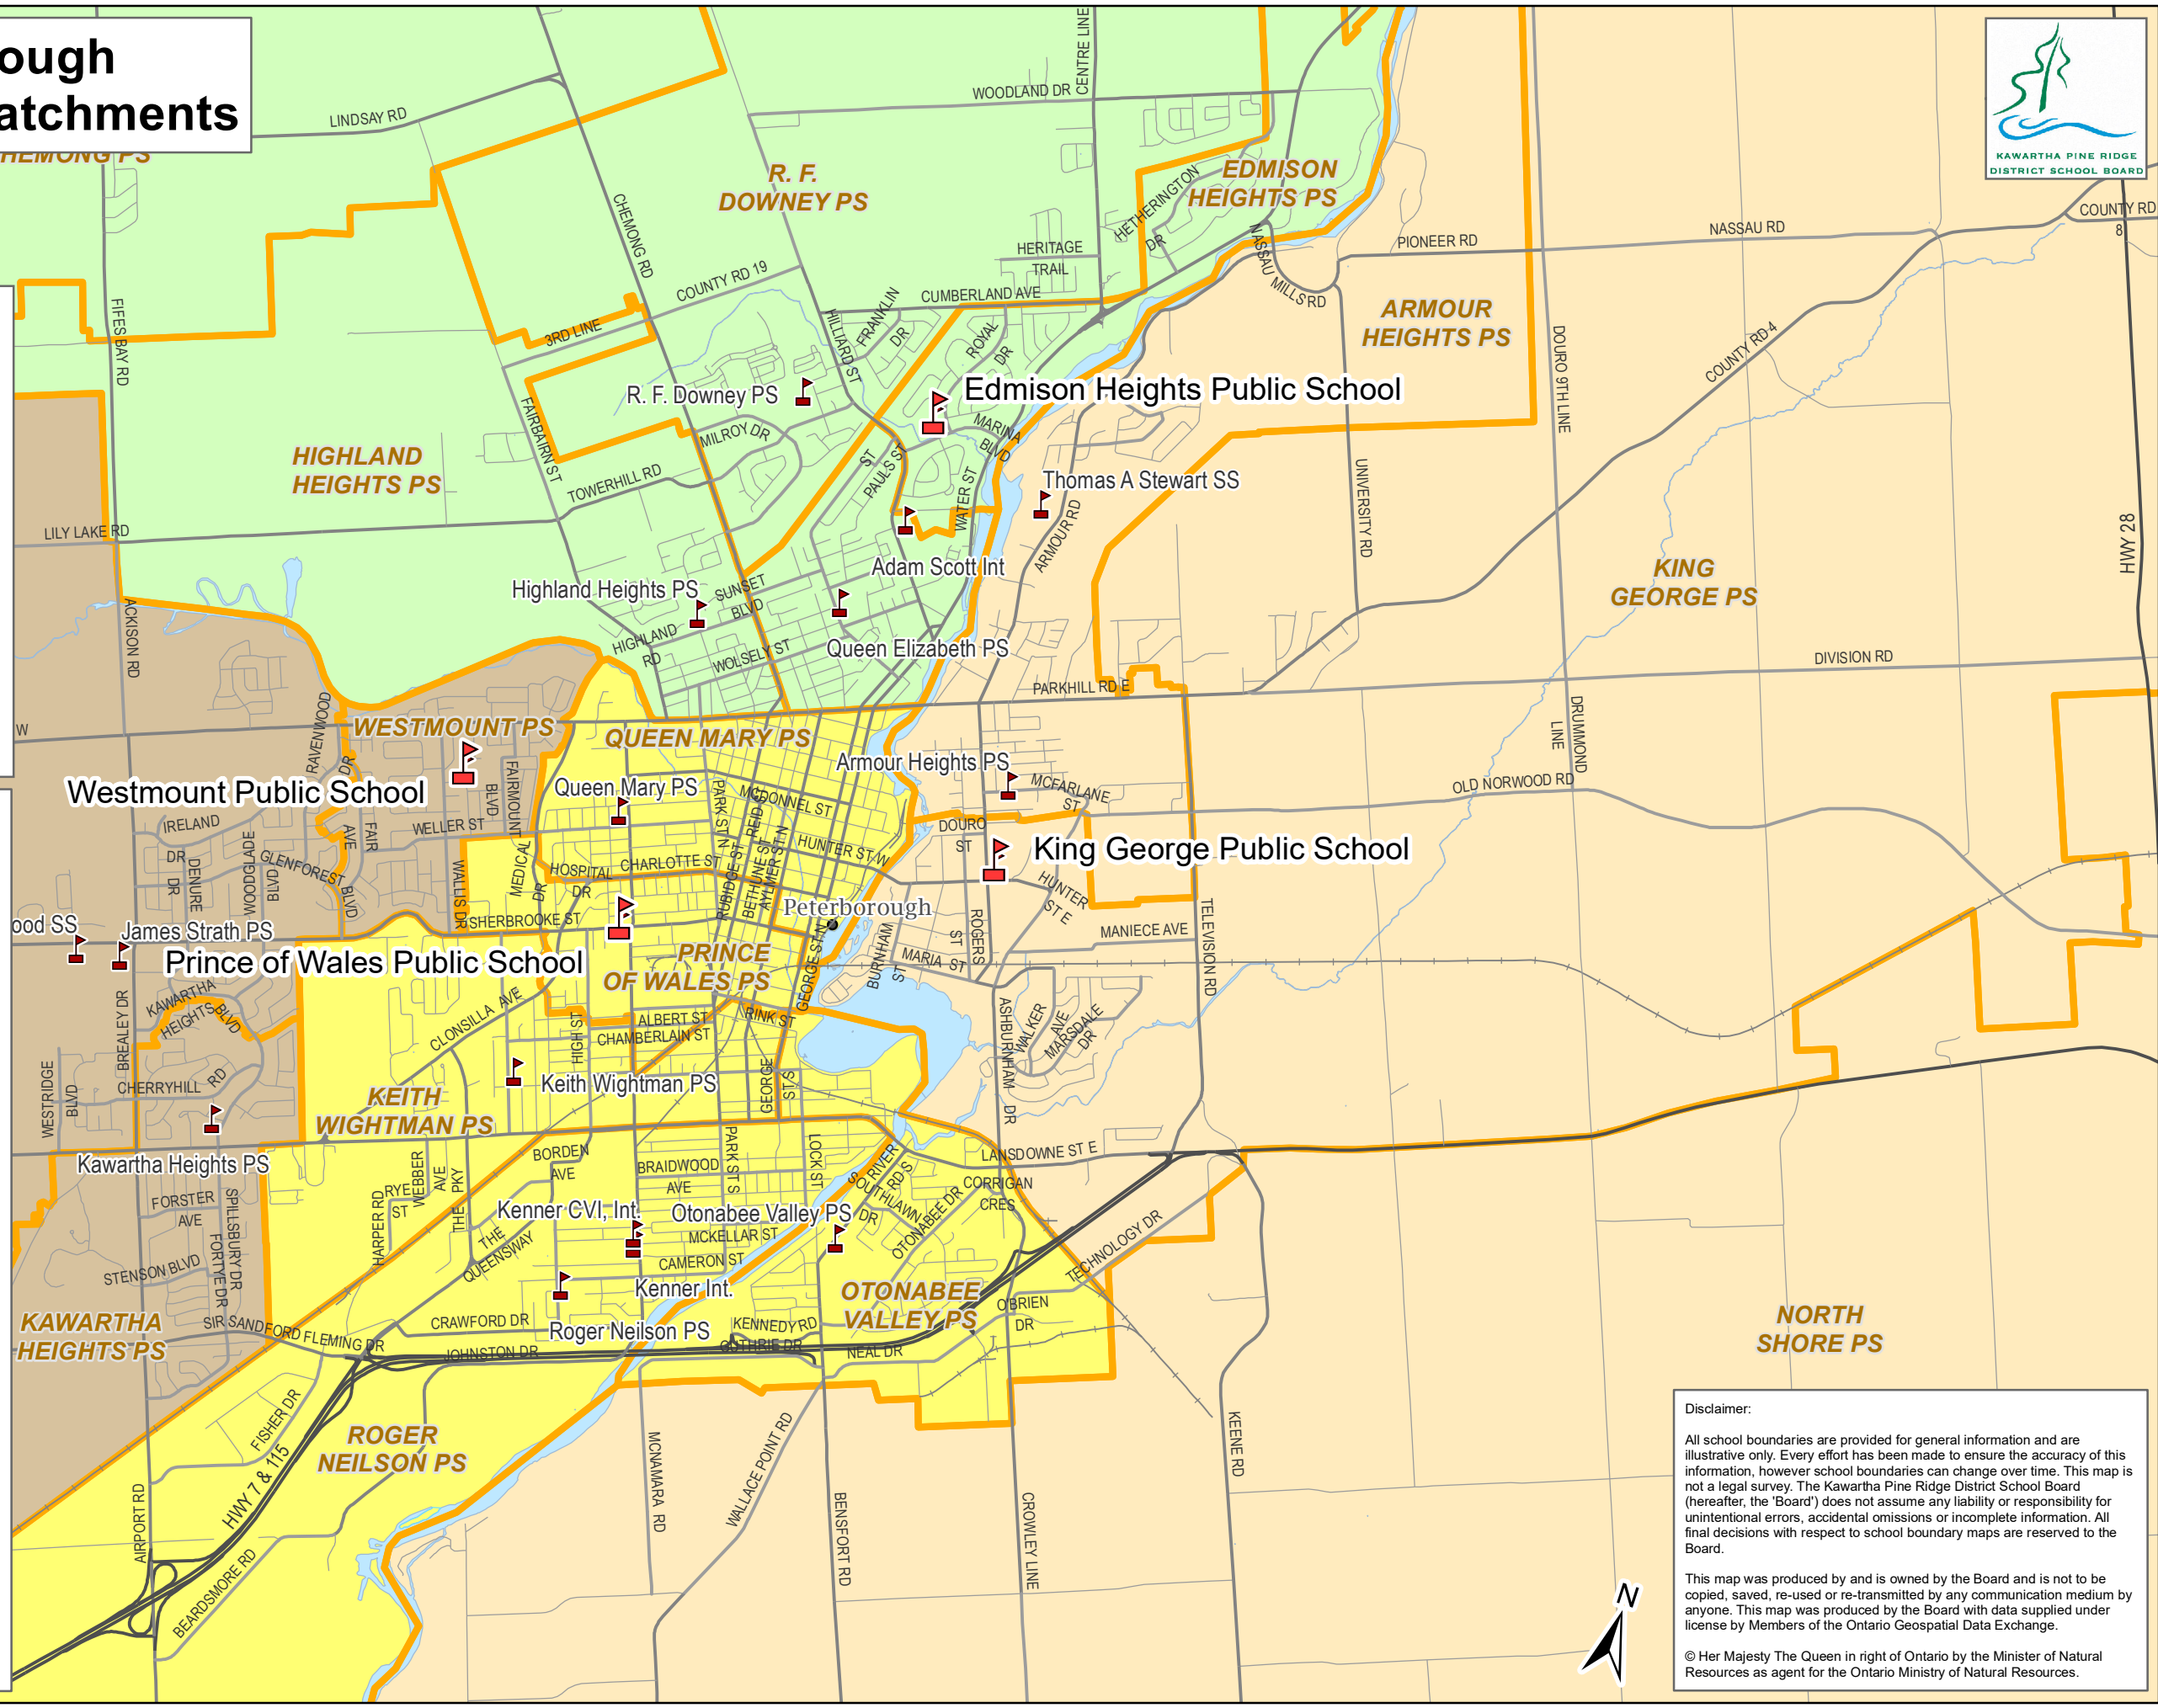 ough
atchments
HEMONG PS
KAWARTHA PINE RIDGE
DISTRICT SCHOOL BOARD
LINDSAY RD
WOODLAND DR
CENTRE LINE
R. F.
DOWNEY PS
EDMISON
HEIGHTS PS
HETHERINGTON
DR
NASSAU
MILLS RD
PIONEER RD
NASSAU RD
COUNTY RD
8
CHEMONG RD
COUNTY RD 19
HERITAGE
TRAIL
CUMBERLAND AVE
FIFES BAY RD
3RD LINE
HILLIARD ST
FRANKLIN
DR
ROYAL
DR
ARMOUR
HEIGHTS PS
DOURO 9TH LINE
COUNTY RD 4
R. F. Downey PS
Edmison Heights Public School
FAIRBAIRN ST
MILROY DR
MARINA
BLVD
HIGHLAND
HEIGHTS PS
TOWERHILL RD
ST
PAULS ST
WATER ST
Thomas A Stewart SS
UNIVERSITY RD
ARMOUR RD
LILY LAKE RD
HWY 28
Adam Scott Int
KING
GEORGE PS
Highland Heights PS
SUNSET
BLVD
ACKISON RD
HIGHLAND
RD
WOLSELY ST
Queen Elizabeth PS
DIVISION RD
PARKHILL RD E
W
RAVENWOOD
DR
WESTMOUNT PS
QUEEN MARY PS
DRUMMOND
LINE
Westmount Public School
FAIRMOUNT
BLVD
Queen Mary PS
Armour Heights PS
MCFARLANE
ST
OLD NORWOOD RD
PARK ST N
MCDONNEL ST
REID ST
IRELAND
DR
WELLER ST
FAIR
AVE
DOURO
ST
King George Public School
DENURE
DR
WOODGLADE
BLVD
GLENFOREST BLVD
WALLIS DR
MEDICAL
DR
HOSPITAL
DR
CHARLOTTE ST
HUNTER ST W
RUBIDGE ST
BETHUNE ST
AYLMER ST N
HUNTER
ST E
SHERBROOKE ST
Peterborough
ood SS
James Strath PS
Prince of Wales Public School
PRINCE
OF WALES PS
GEORGE ST N
BURNHAM
ST
MARIA ST
ROGERS
ST
MANIECE AVE
TELEVISION RD
BREALEY DR
KAWARTHA
HEIGHTS BLVD
CLONSILLA AVE
HIGH ST
ALBERT ST
CHAMBERLAIN ST
RINK ST
ASHBURNHAM DR
WALKER
AVE
MARSDALE
DR
WESTRIDGE
BLVD
CHERRYHILL RD
KEITH
WIGHTMAN PS
Keith Wightman PS
GEORGE
ST S
Kawartha Heights PS
BORDEN
AVE
BRAIDWOOD
AVE
PARK ST S
LOCK ST
RIVER
RD S
LANSDOWNE ST E
FORSTER
AVE
SPILLSBURY DR
RYE
ST
WEBBER
AVE
THE PKY
HARPER RD
Kenner CVI, Int.
Otonabee Valley PS
SOUTHLAWN
DR
CORRIGAN
CRES
OTONABEE DR
STENSON BLVD
FORTYE DR
THE
QUEENSWAY
MCKELLAR ST
CAMERON ST
TECHNOLOGY DR
Kenner Int.
OTONABEE
VALLEY PS
O'BRIEN
DR
KAWARTHA
HEIGHTS PS
SIR SANDFORD FLEMING DR
CRAWFORD DR
Roger Neilson PS
KENNEDY RD
GUTHRIE DR
NEAL DR
JOHNSTON DR
NORTH
SHORE PS
FISHER DR
ROGER
NEILSON PS
HWY 7 & 115
AIRPORT RD
BEARDSMORE RD
MCNAMARA RD
WALLACE POINT RD
BENSFORT RD
CROWLEY LINE
KEENE RD
N
Disclaimer:
All school boundaries are provided for general information and are
illustrative only. Every effort has been made to ensure the accuracy of this
information, however school boundaries can change over time. This map is
not a legal survey. The Kawartha Pine Ridge District School Board
(hereafter, the 'Board') does not assume any liability or responsibility for
unintentional errors, accidental omissions or incomplete information. All
final decisions with respect to school boundary maps are reserved to the
Board.
This map was produced by and is owned by the Board and is not to be
copied, saved, re-used or re-transmitted by any communication medium by
anyone. This map was produced by the Board with data supplied under
license by Members of the Ontario Geospatial Data Exchange.
© Her Majesty The Queen in right of Ontario by the Minister of Natural
Resources as agent for the Ontario Ministry of Natural Resources.